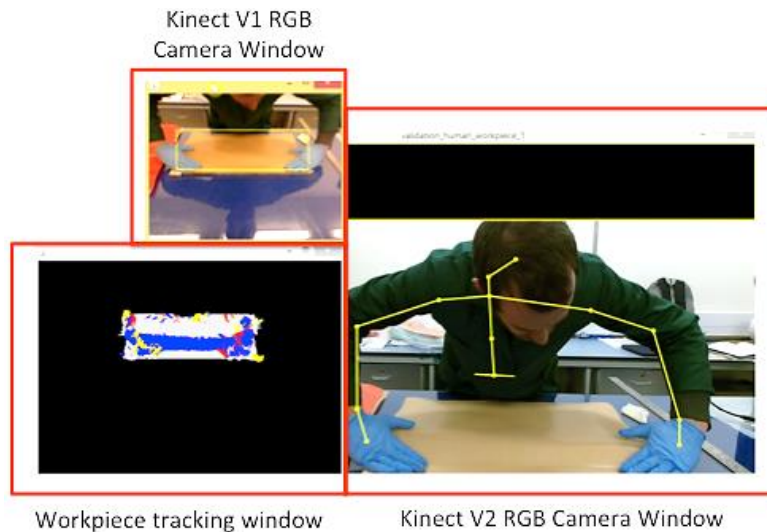 Kinect V1 RGB
Camera Window
validation_human_workpiece_1
Workpiece tracking window
Kinect V2 RGB Camera Window